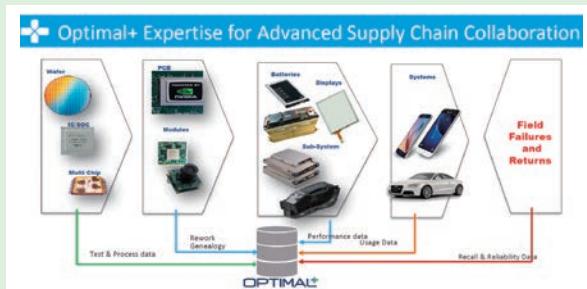 Optimal+ Expertise for Advanced Supply Chain Collaboration
Wafer
IC/SOC
Multi Chip
PCB
Modules
Batteries
Displays
Sub-System
Systems
Field
Failures
and
Returns
Test & Process data
Rework
Genealogy
Performance data
Usage Data
Recall & Reliability Data
OPTIMAL+